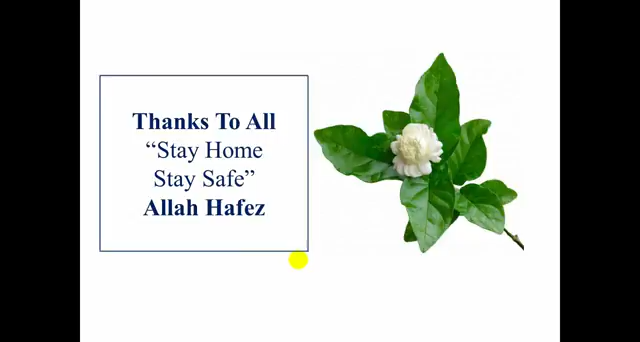 Thanks To All
“Stay Home
Stay Safe”
Allah Hafez